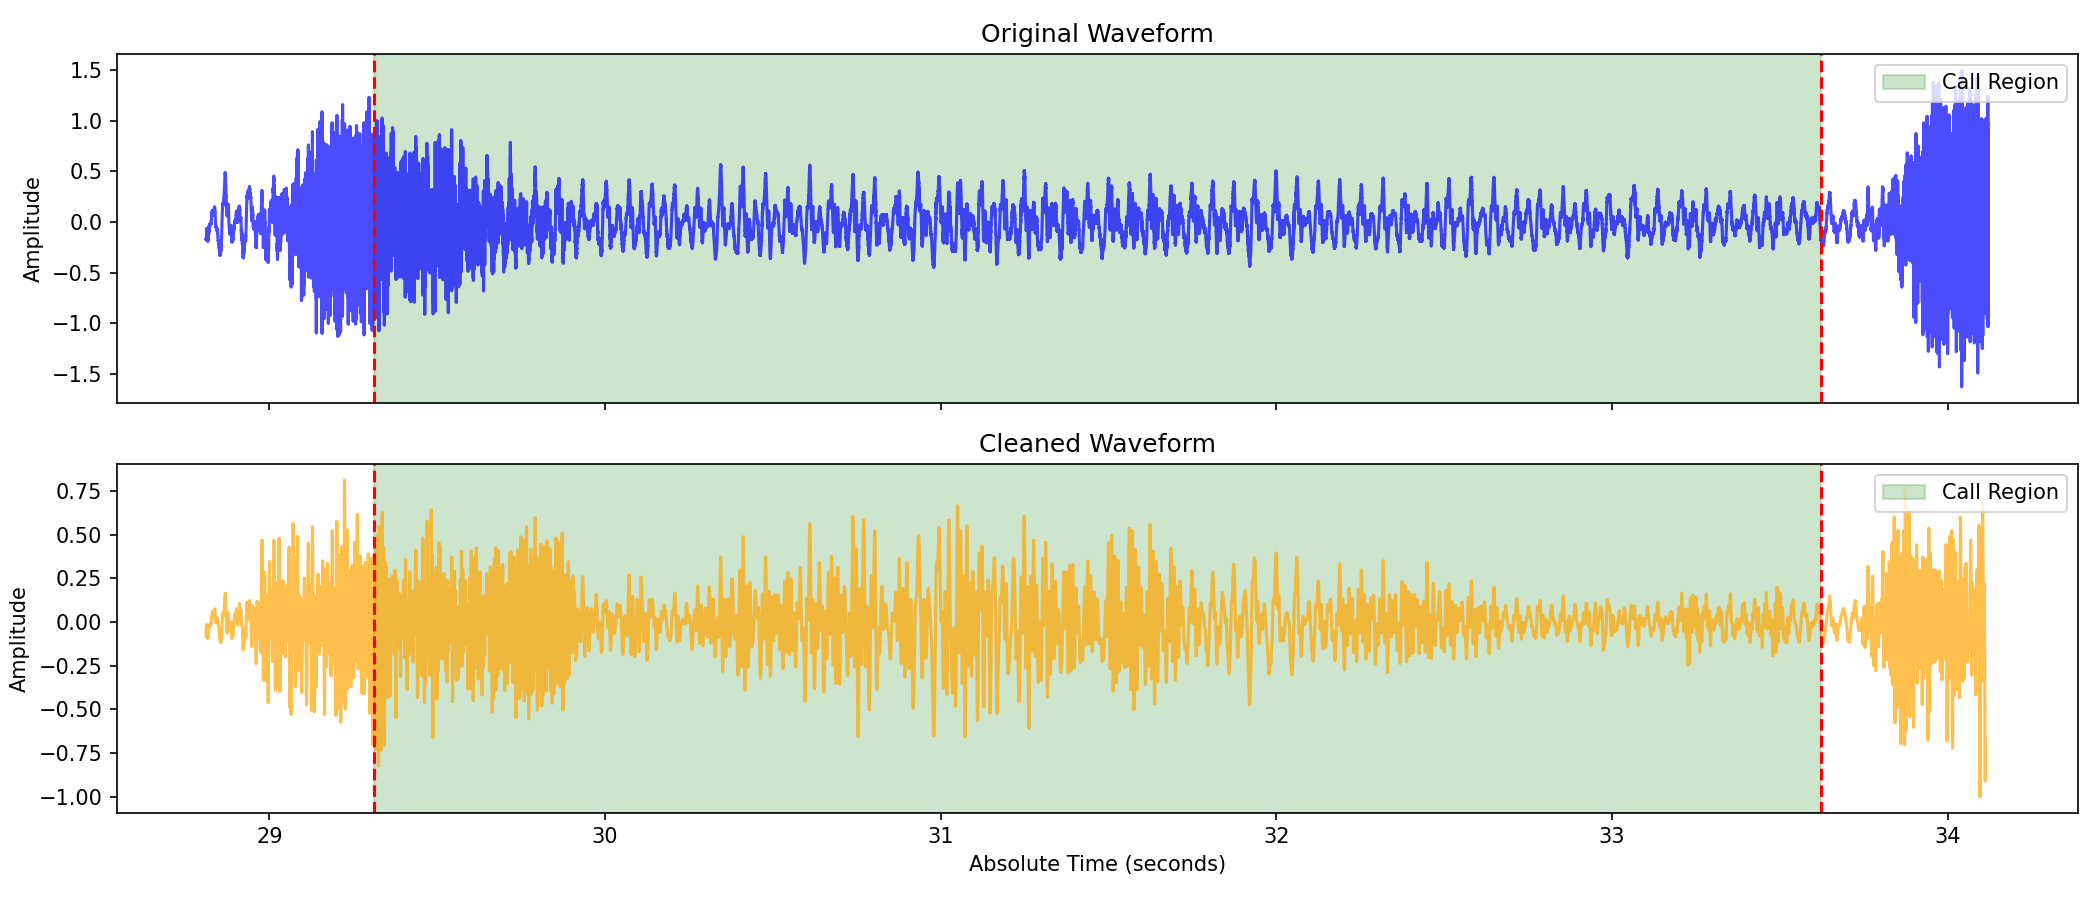 Original Waveform
Call Region
1.5
1.0
0.5
0.0
−0.5
−1.0
−1.5
Amplitude
Cleaned Waveform
Call Region
0.75
0.50
0.25
0.00
−0.25
−0.50
−0.75
−1.00
Amplitude
29 30 31 32 33 34
Absolute Time (seconds)